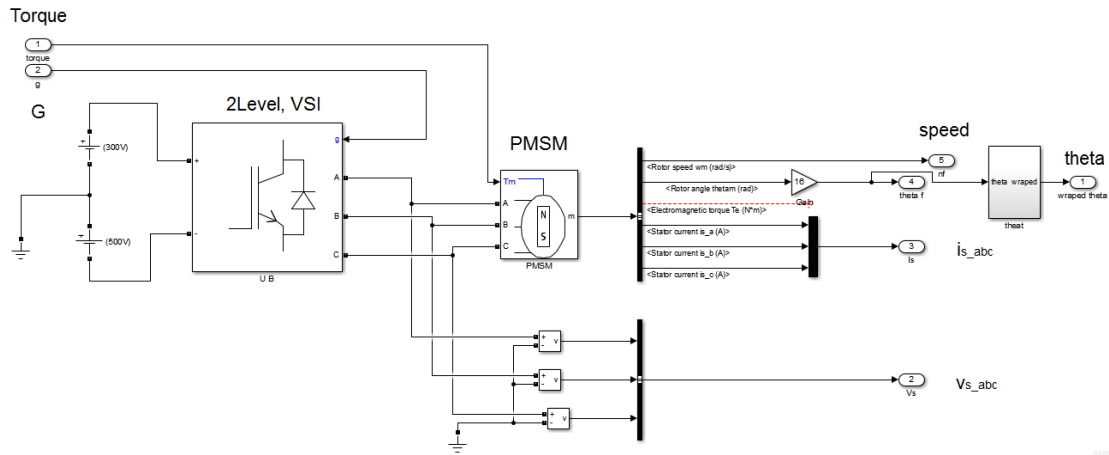 Torque
1
torque
2
g
G
2Level, VSI
+
(300V)
+
-
g
A
B
C
U B
+
(500V)
PMSM
Tm
A
B
C
N
S
m
PMSM
<Rotor speed wm (rad/s)>
<Rotor angle thetam (rad)>
<Electromagnetic torque Te (N*m)>
<Stator current is_a (A)>
<Stator current is_b (A)>
<Stator current is_c (A)>
16
Gain
speed
5
nf
4
theta f
theta wraped
theat
theta
1
wraped theta
3
Is
is_abc
+
-
v
+
-
v
+
-
v
2
Vs
vs_abc